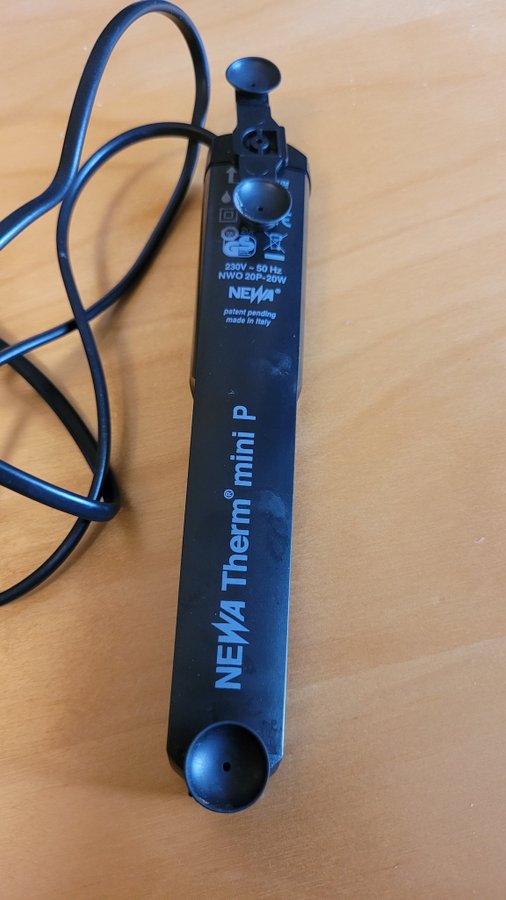 230V ~ 50 Hz
NWO 20P-20W
NEWA®
patent pending
made in Italy
NEWA Therm® mini P